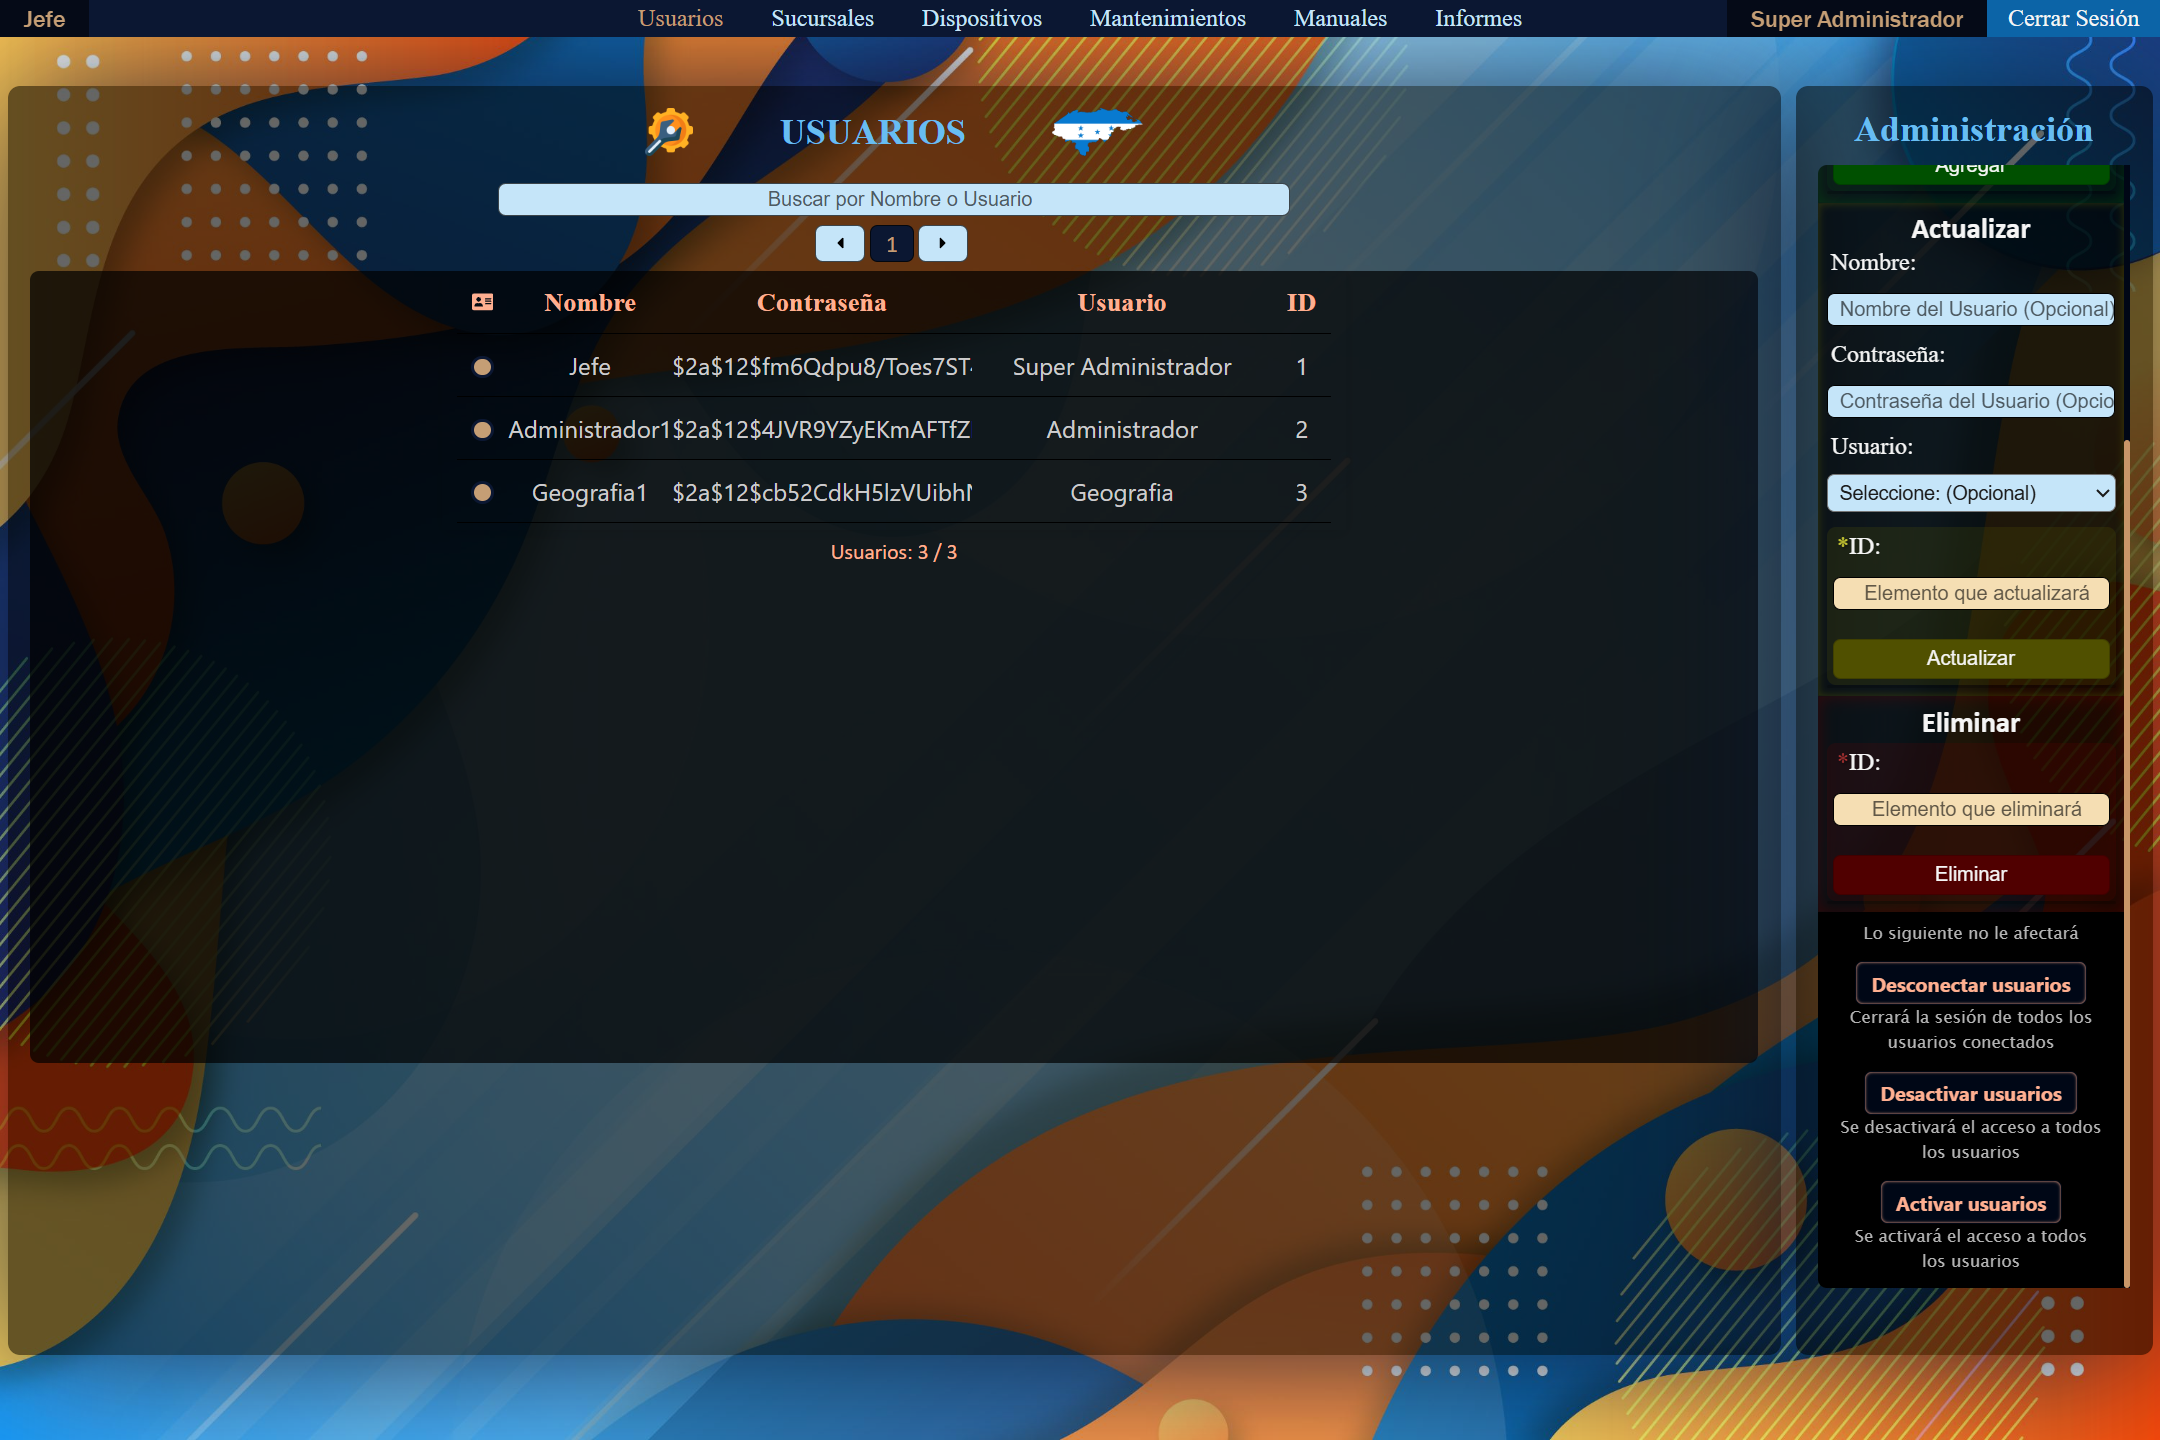 Jefe
Usuarios Sucursales Dispositivos Mantenimientos Manuales Informes
Super Administrador
Cerrar Sesión
USUARIOS
Buscar por Nombre o Usuario
1
Nombre Contraseña Usuario ID
Jefe $2a$12$fm6Qdpu8/Toes7ST Super Administrador 1
Administrador1 $2a$12$4JVR9YZyEKmAFTfZ Administrador 2
Geografia1 $2a$12$cb52CdkH5lzVUibhN Geografia 3
Usuarios: 3 / 3
Administración
Agregar
Actualizar
Nombre:
Nombre del Usuario (Opcional)
Contraseña:
Contraseña del Usuario (Opcio
Usuario:
Seleccione: (Opcional)
*ID:
Elemento que actualizará
Actualizar
Eliminar
*ID:
Elemento que eliminará
Eliminar
Lo siguiente no le afectará
Desconectar usuarios
Cerrará la sesión de todos los
usuarios conectados
Desactivar usuarios
Se desactivará el acceso a todos
los usuarios
Activar usuarios
Se activará el acceso a todos
los usuarios